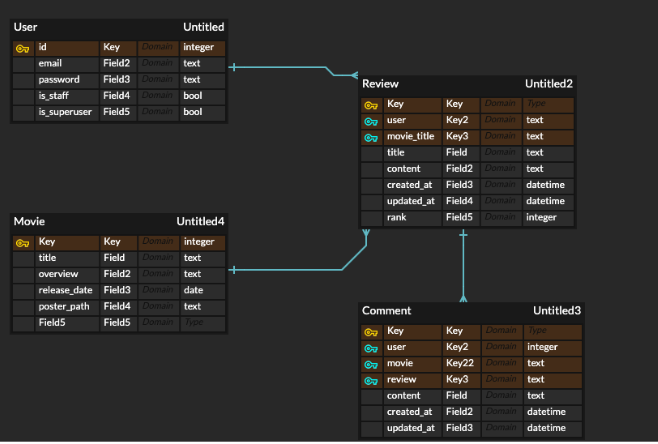 User Untitled
id Key Domain integer
email Field2 Domain text
password Field3 Domain text
is_staff Field4 Domain bool
is_superuser Field5 Domain bool
Review Untitled2
Key Key Domain Type
user Key2 Domain text
movie_title Key3 Domain text
title Field Domain text
content Field2 Domain text
created_at Field3 Domain datetime
updated_at Field4 Domain datetime
rank Field5 Domain integer
Movie Untitled4
Key Key Domain integer
title Field Domain text
overview Field2 Domain text
release_date Field3 Domain date
poster_path Field4 Domain text
Field5 Field5 Domain Type
Comment Untitled3
Key Key Domain Type
user Key2 Domain integer
movie Key22 Domain text
review Key3 Domain text
content Field Domain text
created_at Field2 Domain datetime
updated_at Field3 Domain datetime